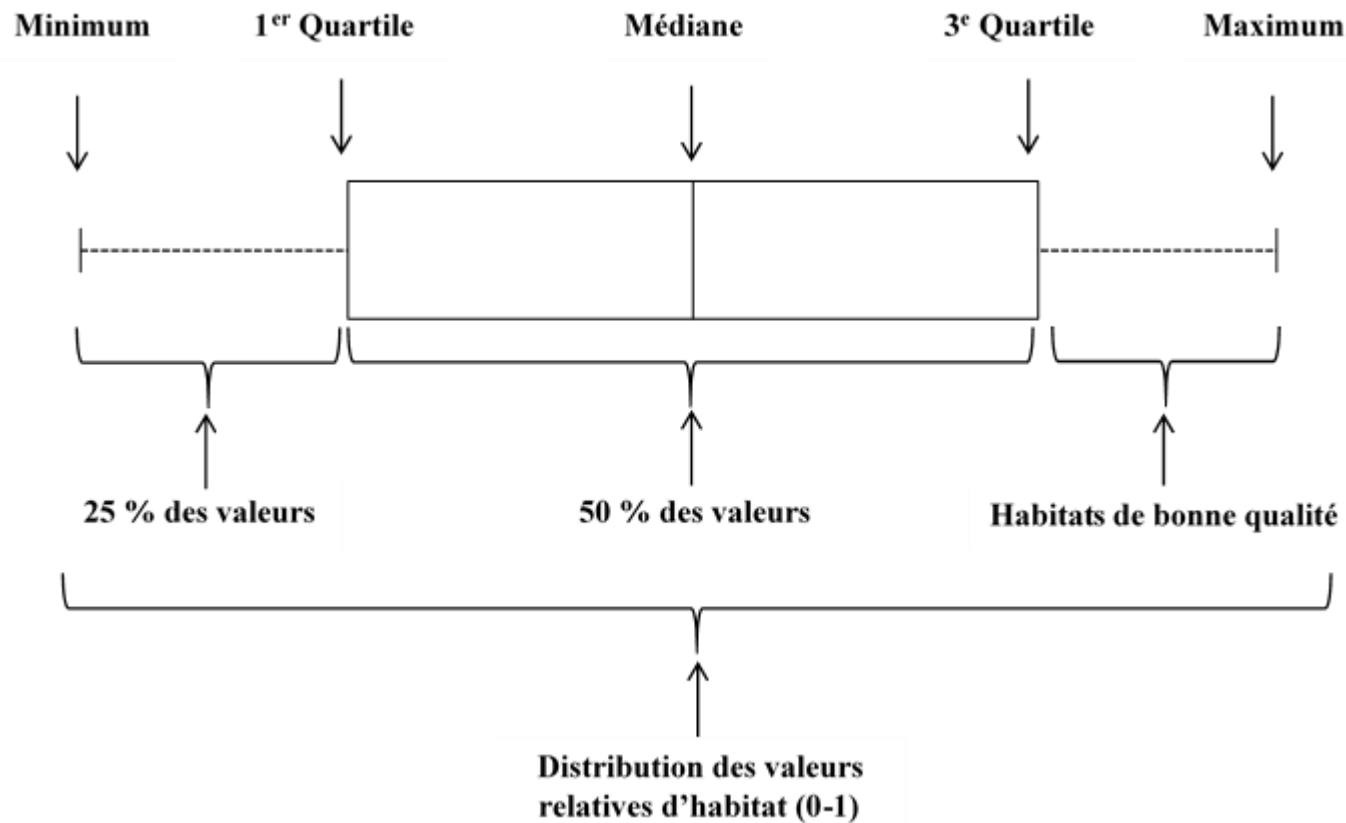 Minimum 1er Quartile Médiane 3e Quartile Maximum
25 % des valeurs 50 % des valeurs Habitats de bonne qualité
Distribution des valeurs
relatives d’habitat (0-1)